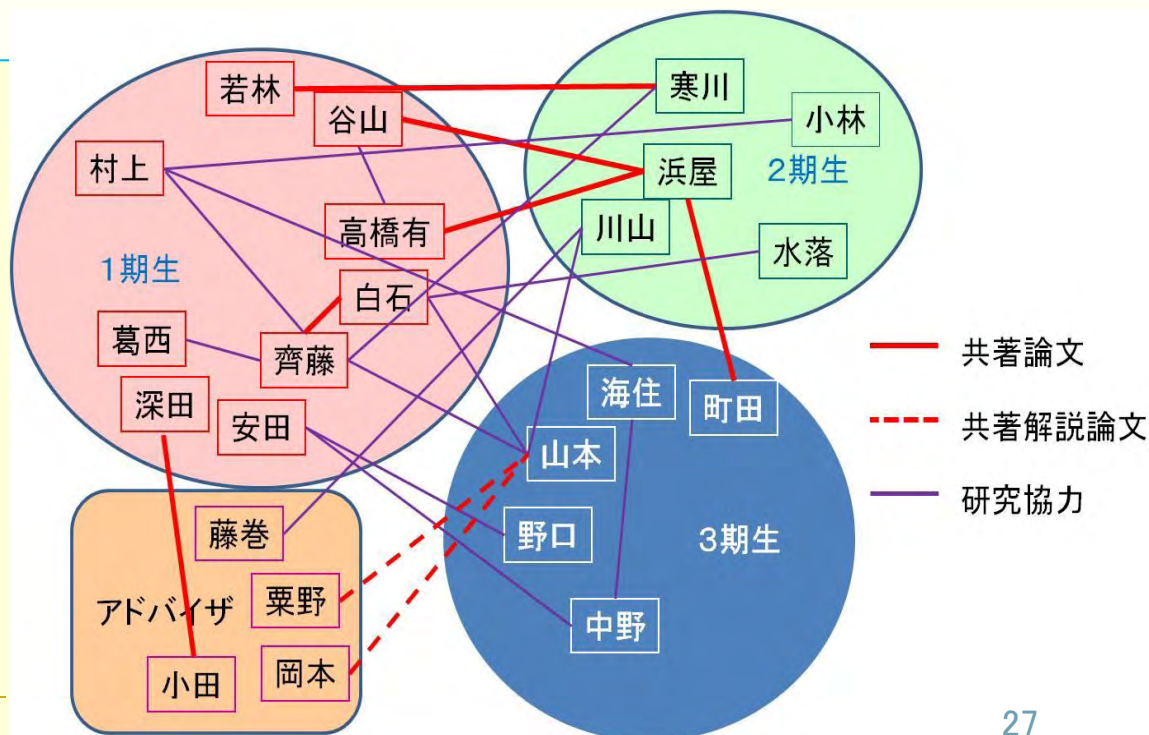 若林
谷山
村上
高橋有
1期生
白石
葛西
齊藤
深田
安田
寒川
小林
浜屋
2期生
川山
水落
海住
町田
山本
野口
3期生
中野
藤巻
粟野
アドバイザ
岡本
小田
共著論文
共著解説論文
研究協力
27